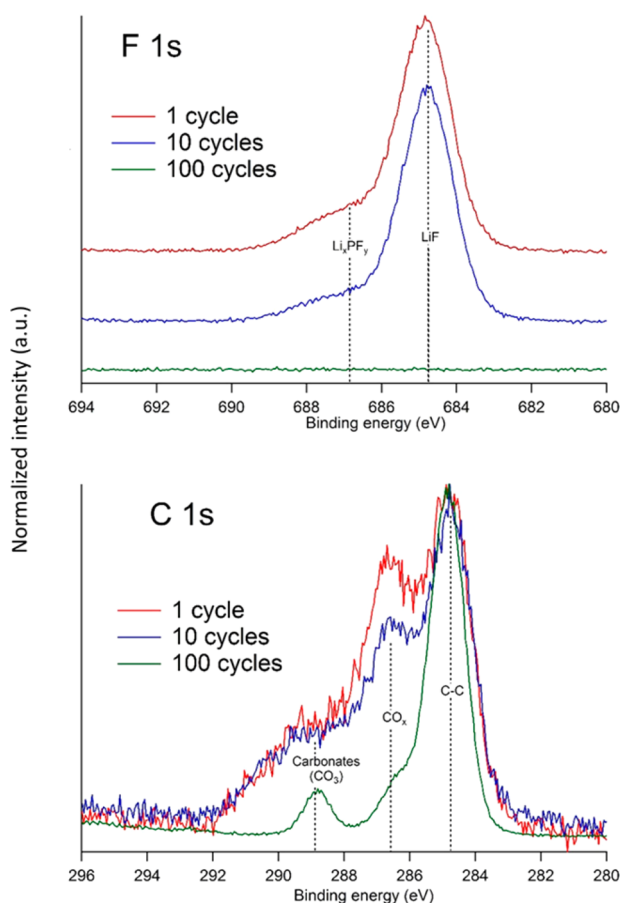 F 1s
1 cycle
10 cycles
100 cycles
LiₓPFᵧ
LiF
694 692 690 688 686 684 682 680
Binding energy (eV)
Normalized intensity (a.u.)
C 1s
1 cycle
10 cycles
100 cycles
C-C
COₓ
Carbonates
(CO₃)
296 294 292 290 288 286 284 282 280
Binding energy (eV)